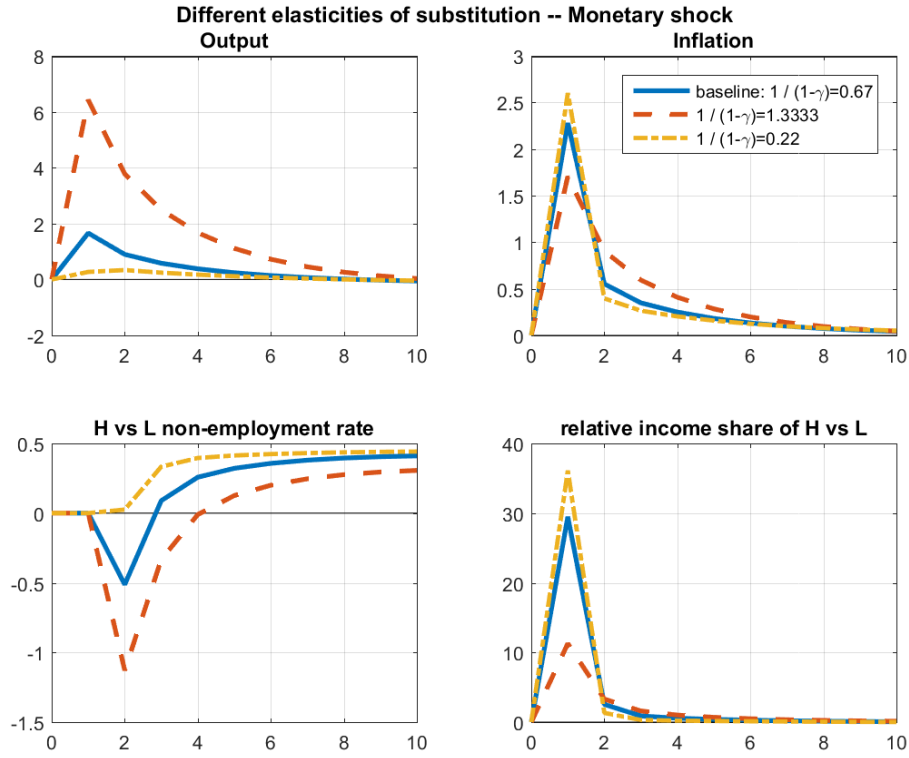 Different elasticities of substitution -- Monetary shock
Output
8
6
4
2
0
-2
0 2 4 6 8 10
Inflation
3
2.5
2
1.5
1
0.5
0
0 2 4 6 8 10
baseline: 1 / (1-γ)=0.67
1 / (1-γ)=1.3333
1 / (1-γ)=0.22
H vs L non-employment rate
0.5
0
-0.5
-1
-1.5
0 2 4 6 8 10
relative income share of H vs L
40
30
20
10
0
0 2 4 6 8 10